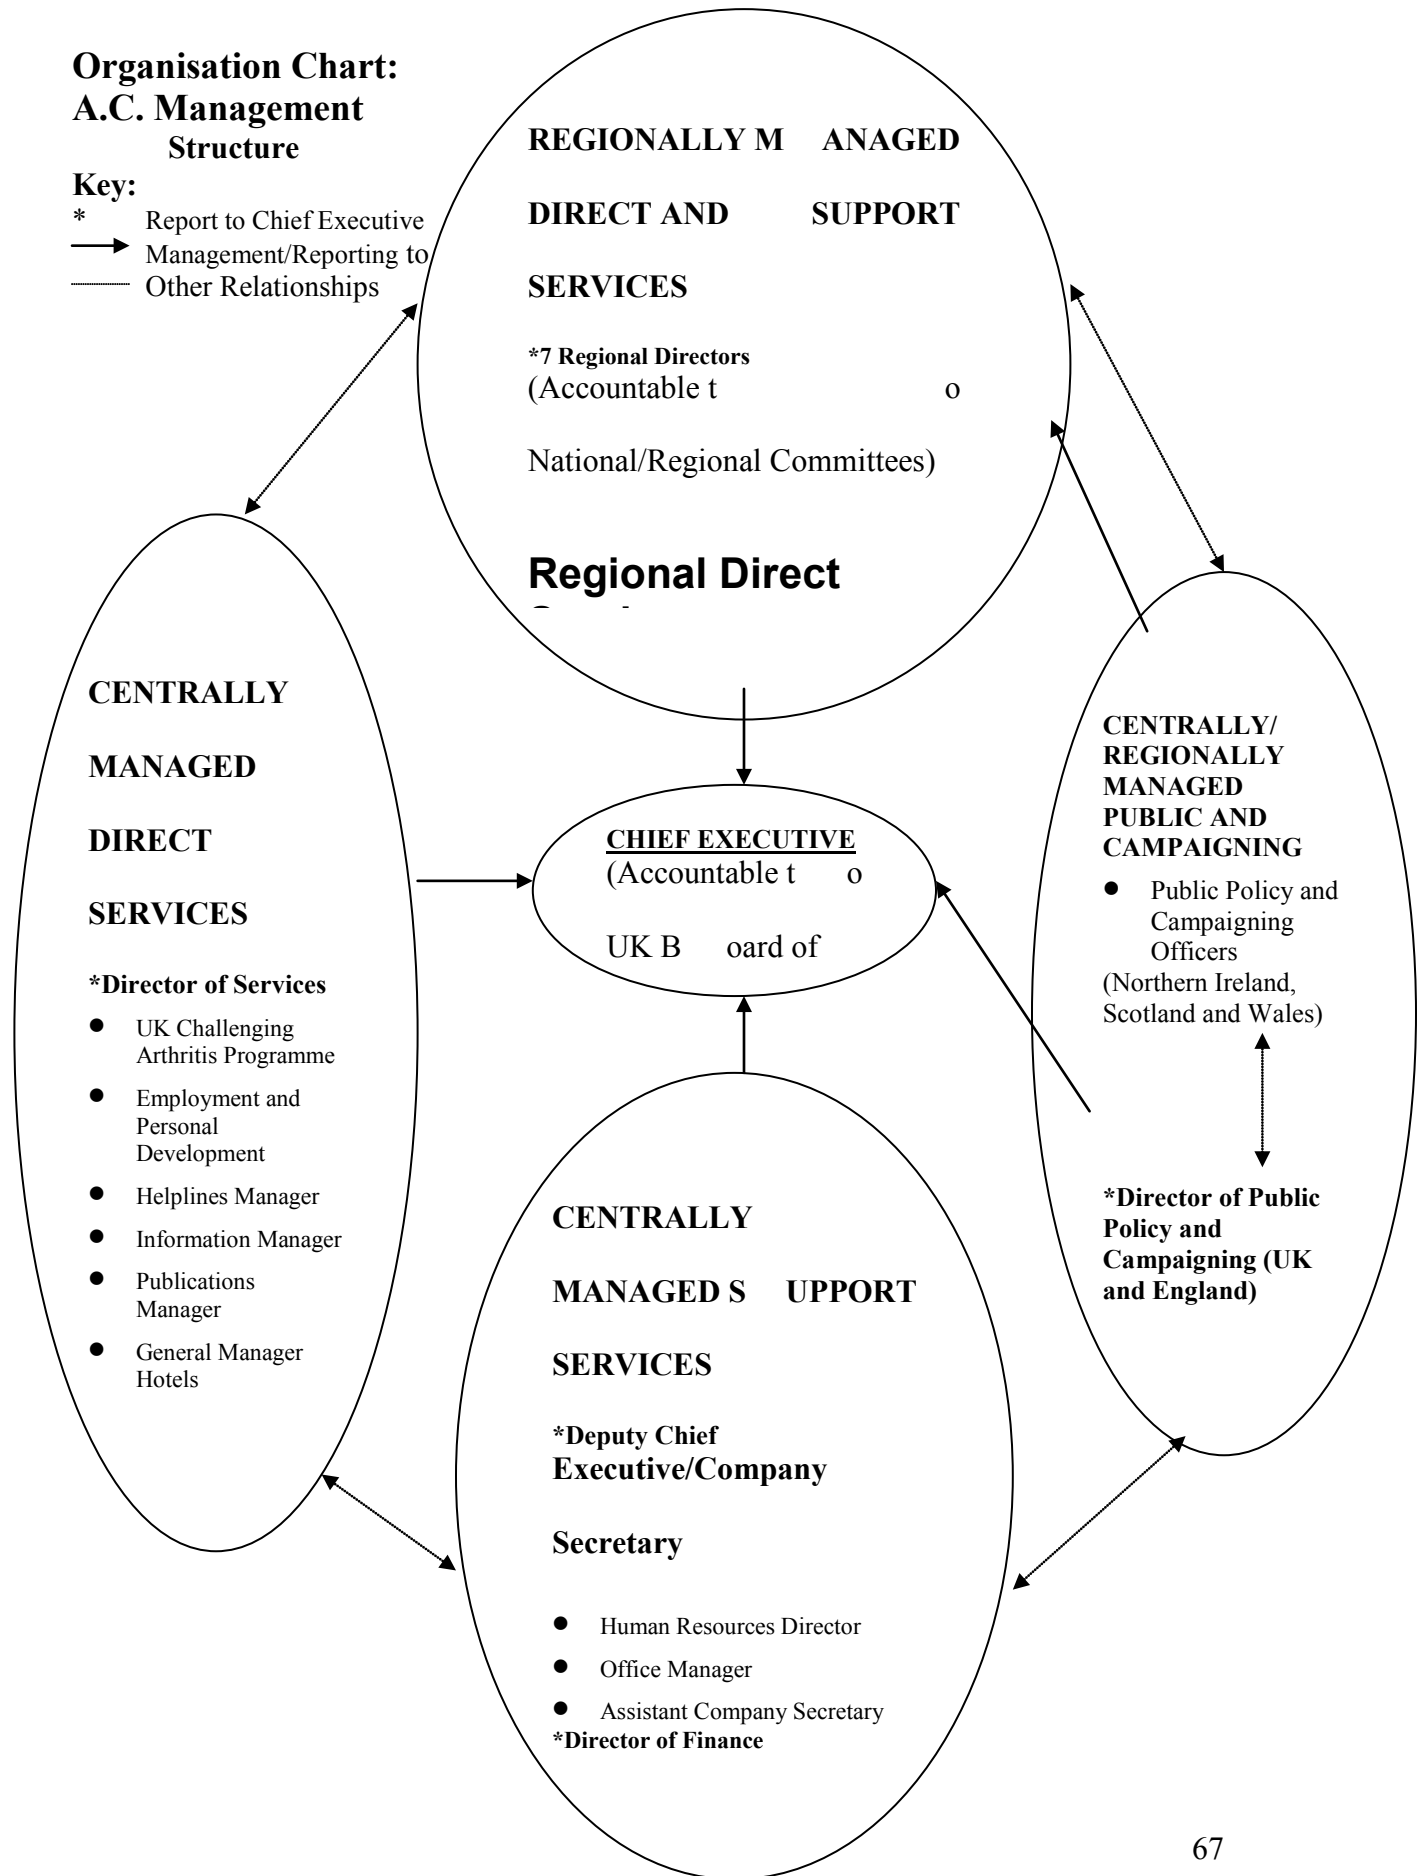 Organisation Chart:
A.C. Management
Structure
Key:
* Report to Chief Executive
Management/Reporting to
Other Relationships
REGIONALLY M ANAGED
DIRECT AND SUPPORT
SERVICES
*7 Regional Directors
(Accountable t o
National/Regional Committees)
Regional Direct
CENTRALLY
MANAGED
DIRECT
SERVICES
*Director of Services
● UK Challenging
Arthritis Programme
● Employment and
Personal
Development
● Helplines Manager
● Information Manager
● Publications
Manager
● General Manager
Hotels
CHIEF EXECUTIVE
(Accountable t o
UK B oard of
CENTRALLY/
REGIONALLY
MANAGED
PUBLIC AND
CAMPAIGNING
● Public Policy and
Campaigning
Officers
(Northern Ireland,
Scotland and Wales)
*Director of Public
Policy and
Campaigning (UK
and England)
CENTRALLY
MANAGED S UPPORT
SERVICES
*Deputy Chief
Executive/Company
Secretary
● Human Resources Director
● Office Manager
● Assistant Company Secretary
*Director of Finance
67